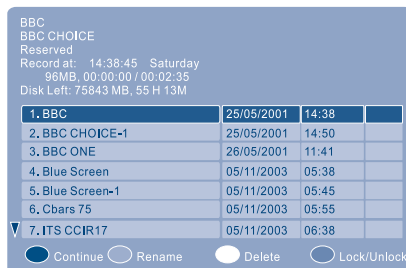 BBC
BBC CHOICE
Reserved
Record at: 14:38:45 Saturday
96MB, 00:00:00 / 00:02:35
Disk Left: 75843 MB, 55 H 13M
1. BBC 25/05/2001 14:38
2. BBC CHOICE-1 25/05/2001 14:50
3. BBC ONE 26/05/2001 11:41
4. Blue Screen 05/11/2003 05:38
5. Blue Screen-1 05/11/2003 05:45
6. Cbars 75 05/11/2003 05:55
7. ITS CCIR17 05/11/2003 06:38
Continue Rename Delete Lock/Unlock